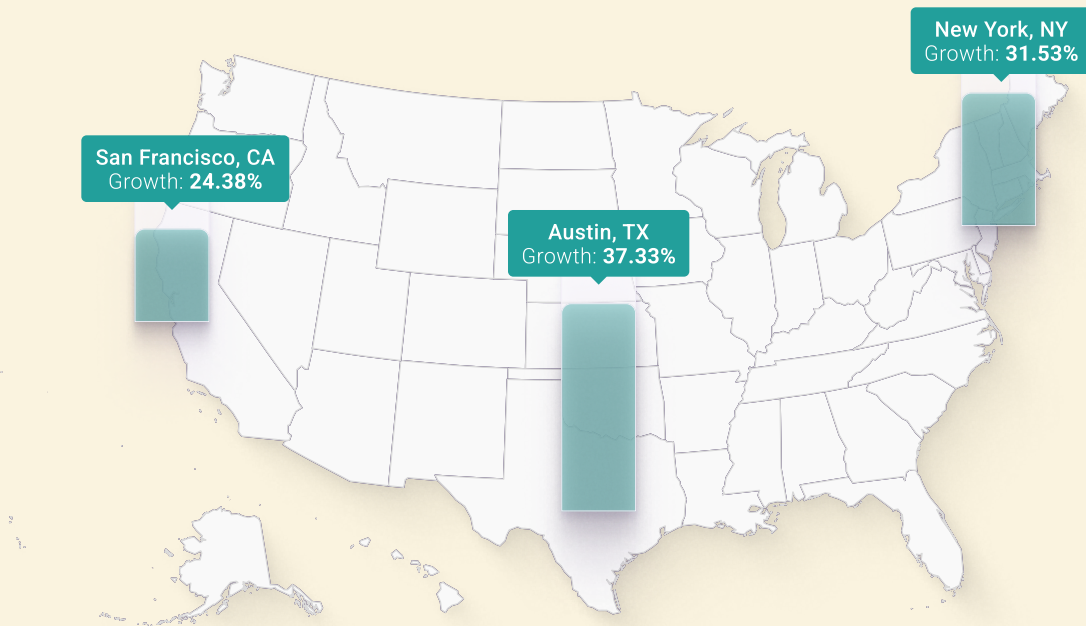 New York, NY
Growth: 31.53%
San Francisco, CA
Growth: 24.38%
Austin, TX
Growth: 37.33%